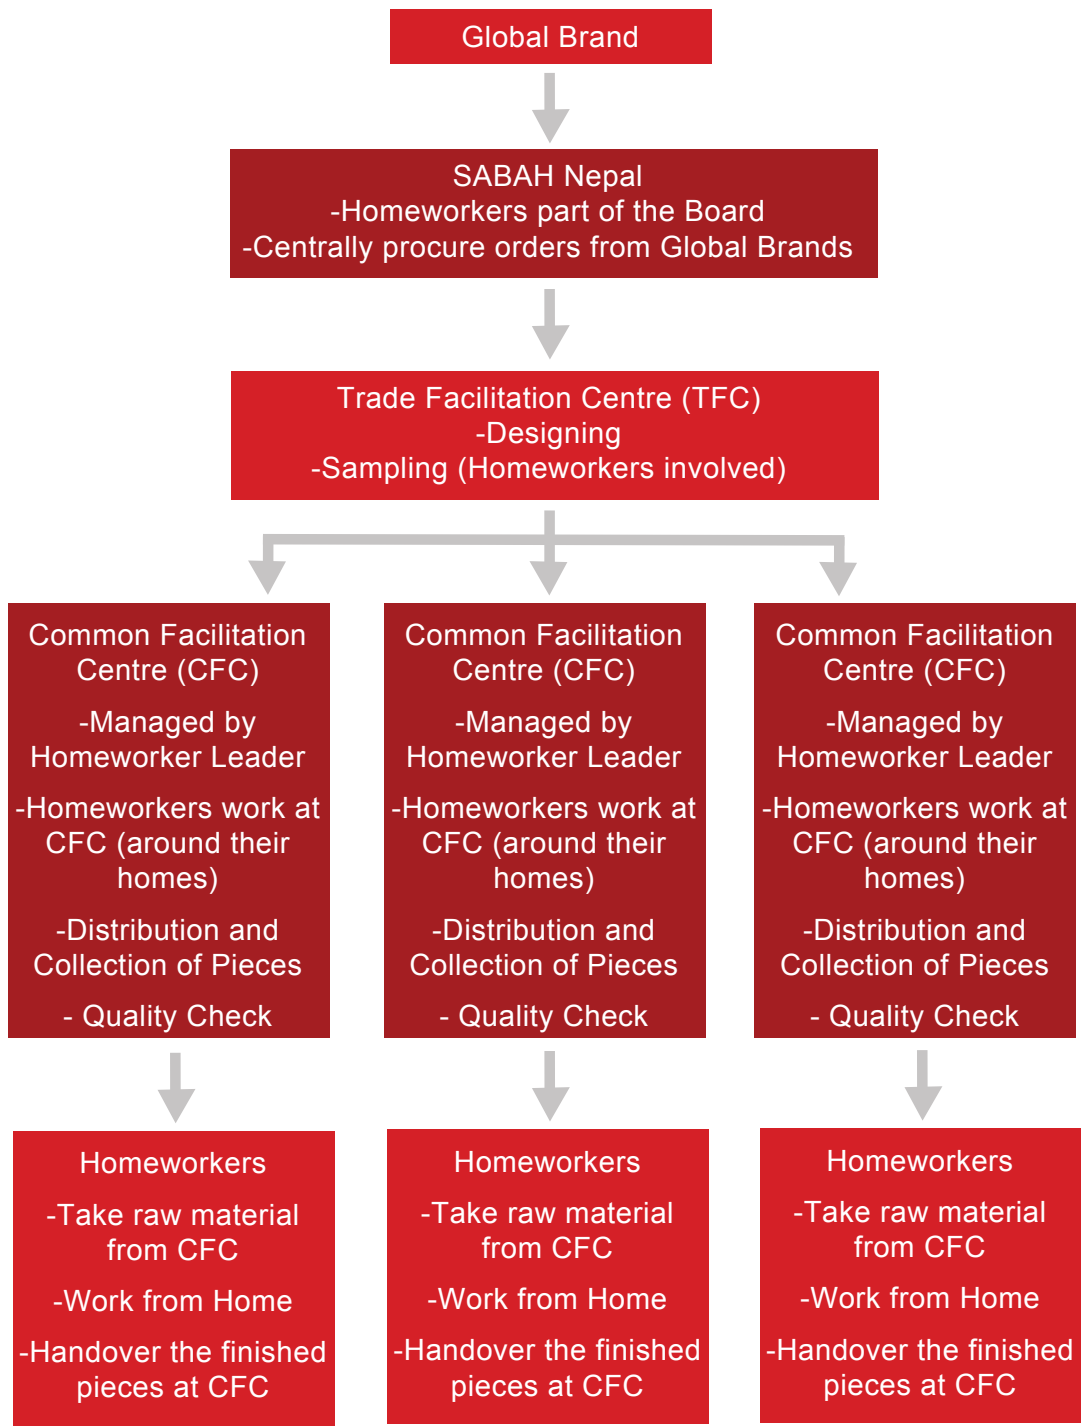 Global Brand
SABAH Nepal
-Homeworkers part of the Board
-Centrally procure orders from Global Brands
Trade Facilitation Centre (TFC)
-Designing
-Sampling (Homeworkers involved)
Common Facilitation
Centre (CFC)
-Managed by
Homeworker Leader
-Homeworkers work at
CFC (around their
homes)
-Distribution and
Collection of Pieces
- Quality Check
Common Facilitation
Centre (CFC)
-Managed by
Homeworker Leader
-Homeworkers work at
CFC (around their
homes)
-Distribution and
Collection of Pieces
- Quality Check
Common Facilitation
Centre (CFC)
-Managed by
Homeworker Leader
-Homeworkers work at
CFC (around their
homes)
-Distribution and
Collection of Pieces
- Quality Check
Homeworkers
-Take raw material
from CFC
-Work from Home
-Handover the finished
pieces at CFC
Homeworkers
-Take raw material
from CFC
-Work from Home
-Handover the finished
pieces at CFC
Homeworkers
-Take raw material
from CFC
-Work from Home
-Handover the finished
pieces at CFC